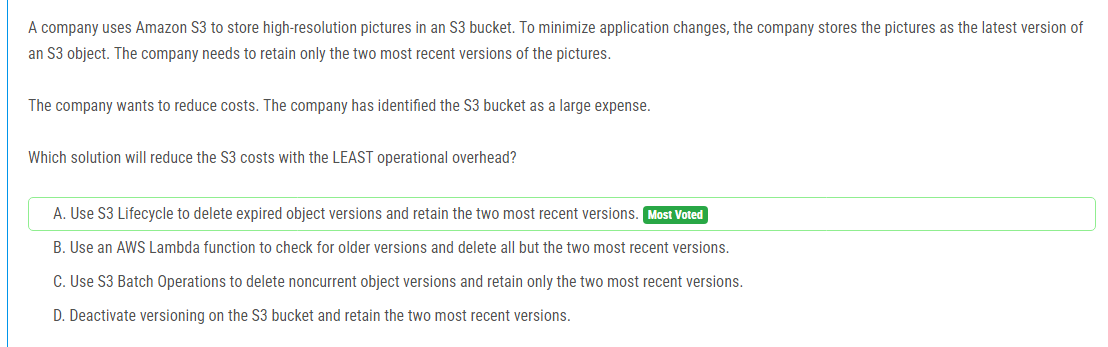 A company uses Amazon S3 to store high-resolution pictures in an S3 bucket. To minimize application changes, the company stores the pictures as the latest version of
an S3 object. The company needs to retain only the two most recent versions of the pictures.
The company wants to reduce costs. The company has identified the S3 bucket as a large expense.
Which solution will reduce the S3 costs with the LEAST operational overhead?
A. Use S3 Lifecycle to delete expired object versions and retain the two most recent versions. Most Voted
B. Use an AWS Lambda function to check for older versions and delete all but the two most recent versions.
C. Use S3 Batch Operations to delete noncurrent object versions and retain only the two most recent versions.
D. Deactivate versioning on the S3 bucket and retain the two most recent versions.